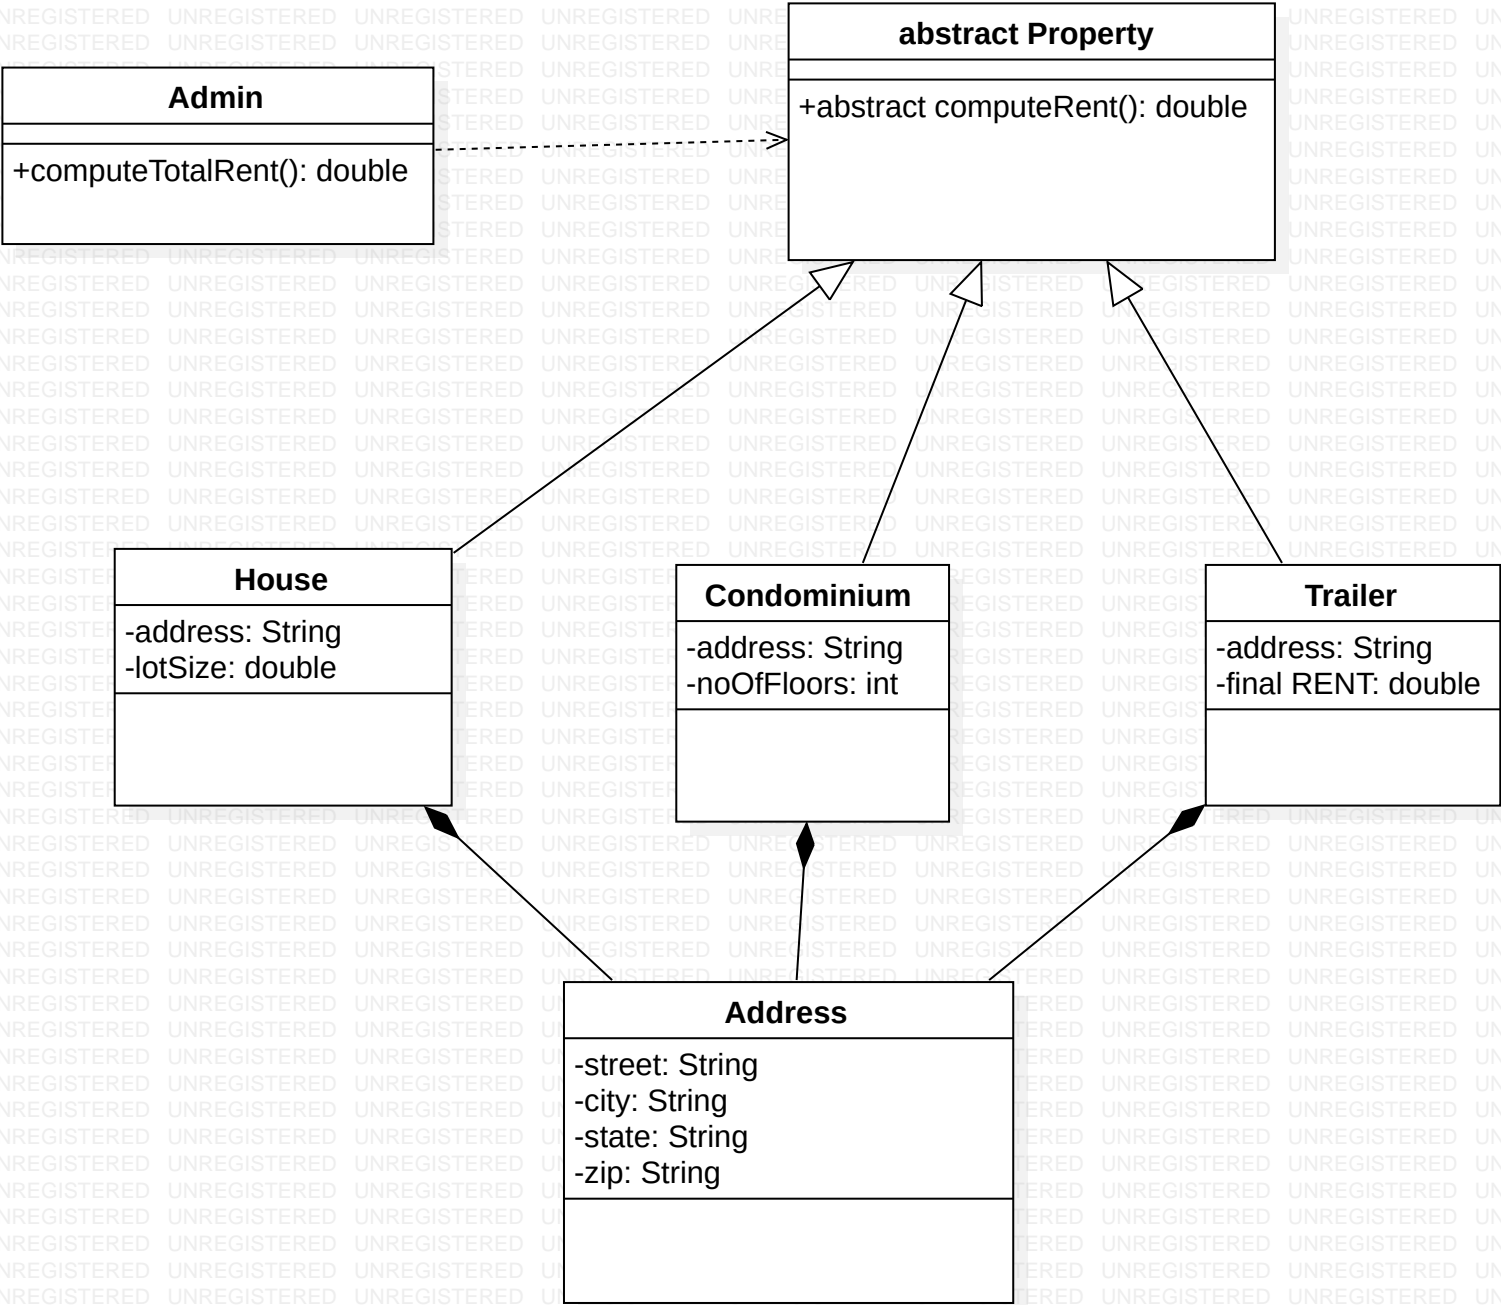 abstract Property
+abstract computeRent(): double
Admin
+computeTotalRent(): double
House
-address: String
-lotSize: double
Condominium
-address: String
-noOfFloors: int
Trailer
-address: String
-final RENT: double
Address
-street: String
-city: String
-state: String
-zip: String
UNREGISTERED